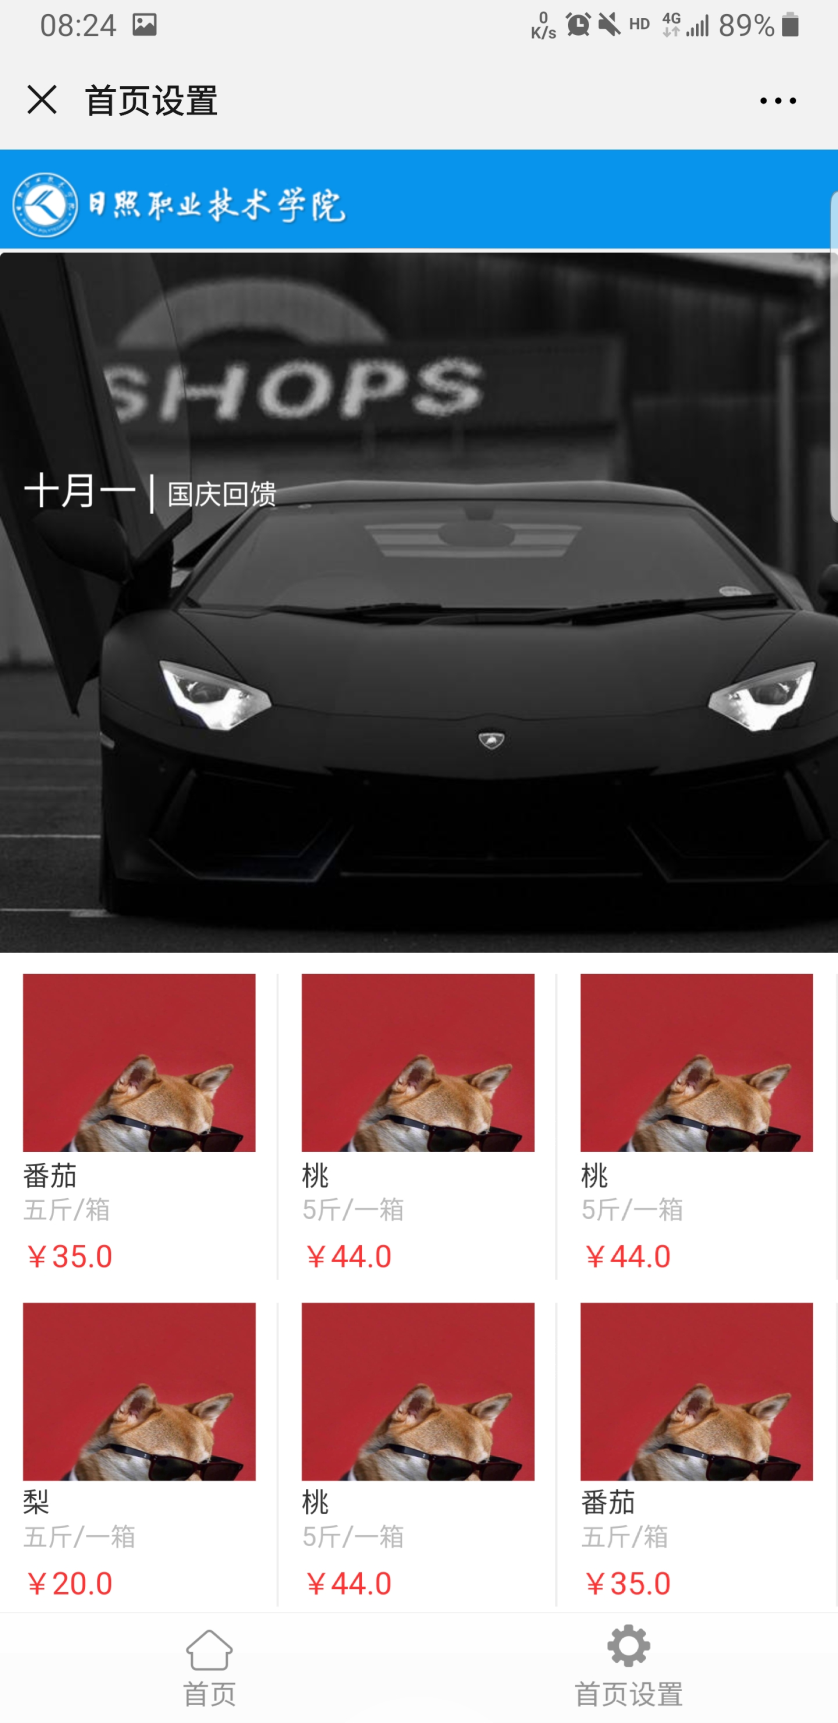 08:24
0 K/s HD 4G 89%
首页设置
日照职业技术学院
SHOPS
十月一 | 国庆回馈
番茄
五斤/箱
￥35.0
桃
5斤/一箱
￥44.0
桃
5斤/一箱
￥44.0
梨
五斤/一箱
￥20.0
桃
5斤/一箱
￥44.0
番茄
五斤/箱
￥35.0
首页
首页设置